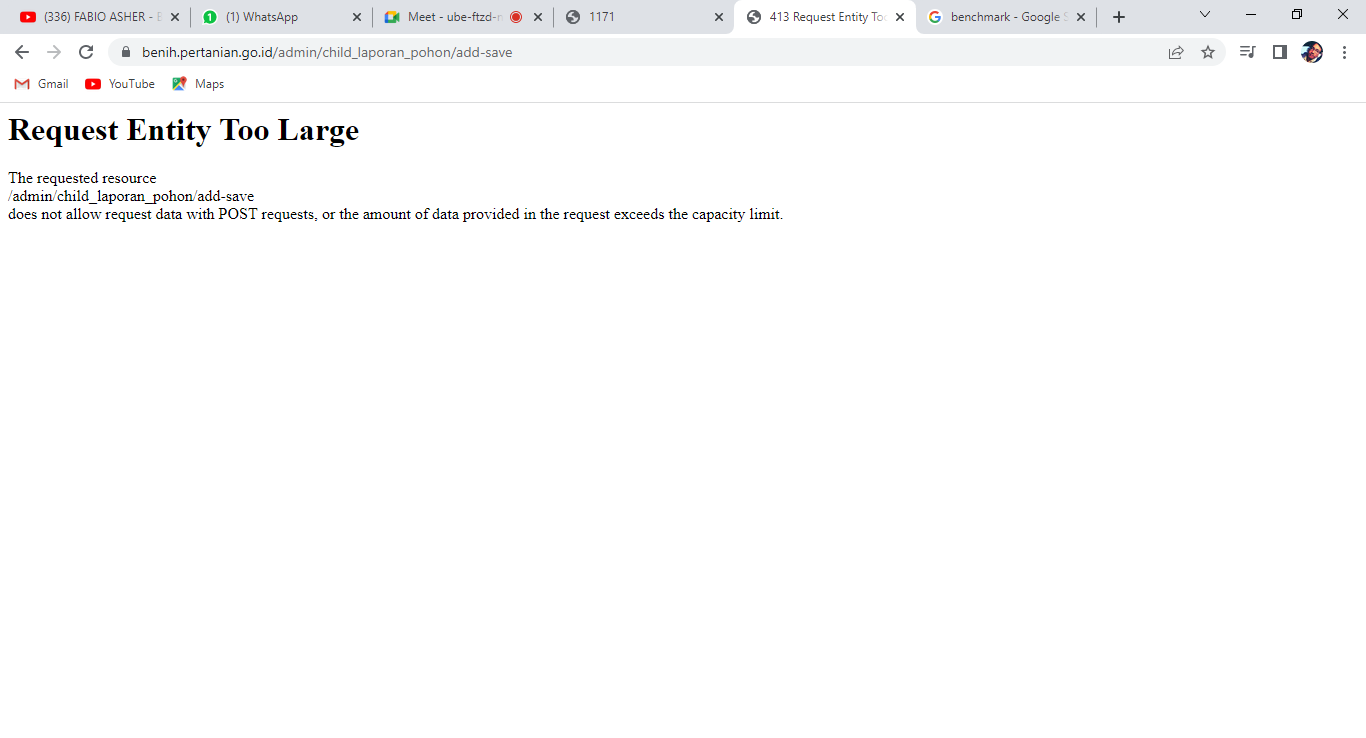 (336) FABIO ASHER -
(1) WhatsApp
Meet - ube-ftzd-
1171
413 Request Entity Too
benchmark - Google
benih.pertanian.go.id/admin/child_laporan_pohon/add-save
Gmail
YouTube
Maps
Request Entity Too Large
The requested resource
/admin/child_laporan_pohon/add-save
does not allow request data with POST requests, or the amount of data provided in the request exceeds the capacity limit.